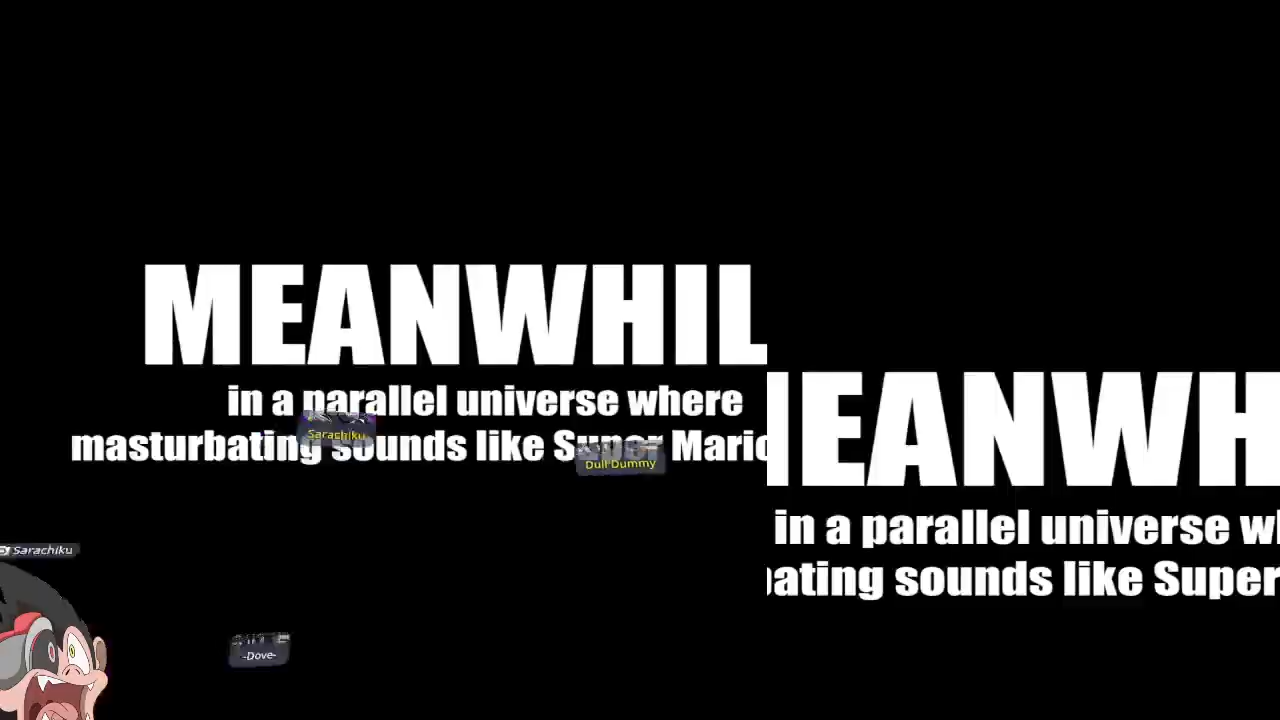 MEANWHIL
in a parallel universe where
masturbating sounds like Super Mario
Sarachiku
Dull Dummy
Sarachiku
-Dove-
EANWH
in a parallel universe wh
ating sounds like Super